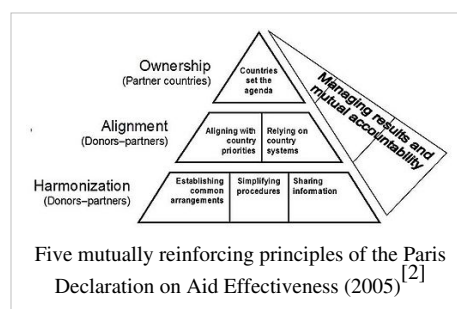 Ownership
(Partner countries)
Countries
set the
agenda
Managing results and
mutual accountability
Alignment
(Donors–partners)
Aligning with
country
priorities
Relying on
country
systems
Harmonization
(Donors–partners)
Establishing
common
arrangements
Simplifying
procedures
Sharing
information
Five mutually reinforcing principles of the Paris
Declaration on Aid Effectiveness (2005)[2]